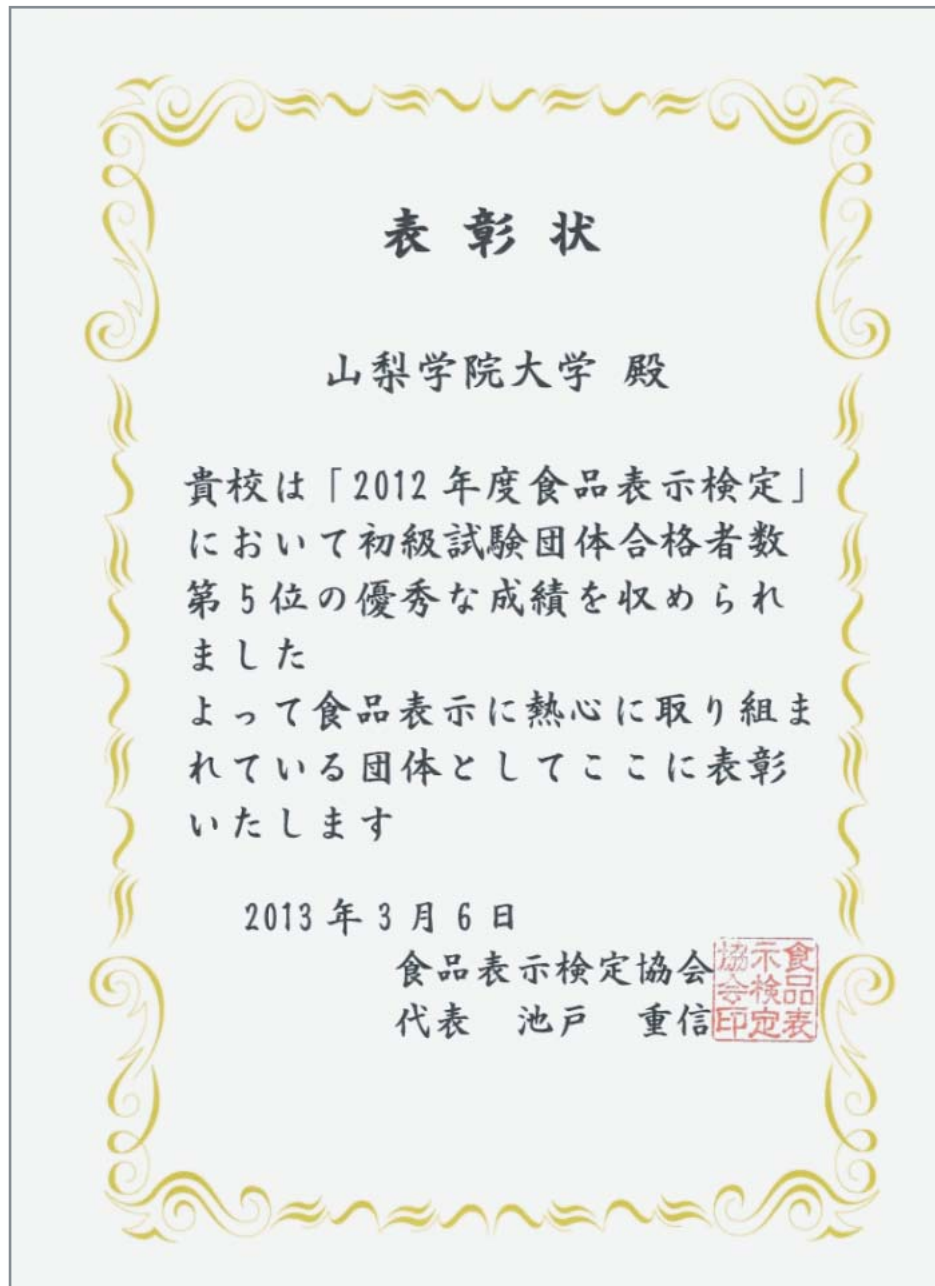 表彰状
山梨学院大学 殿
貴校は「2012年度食品表示検定」
において初級試験団体合格者数
第5位の優秀な成績を収められ
ました
よって食品表示に熱心に取り組ま
れている団体としてここに表彰
いたします
2013年3月6日
食品表示検定協会
代表 池戸 重信
食品表
示検定
協会印